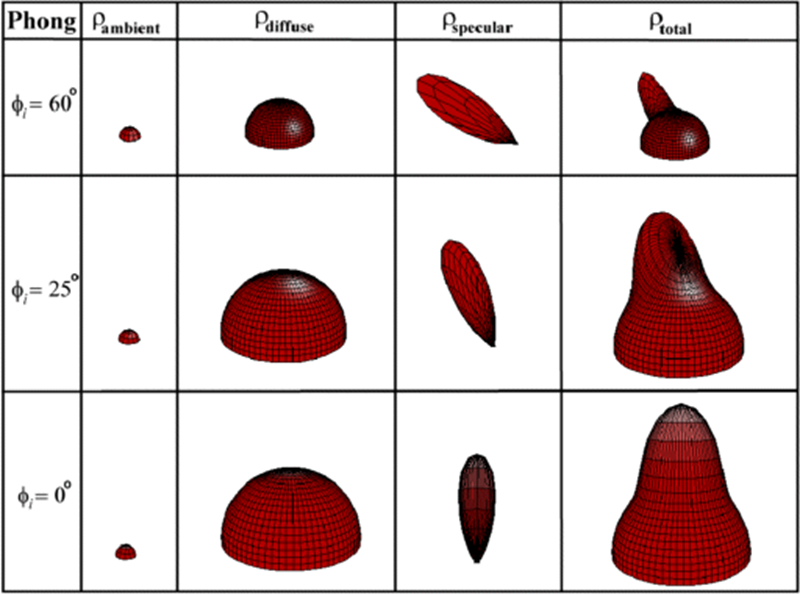 Phong ρambient ρdiffuse ρspecular ρtotal
ϕi = 60°
ϕi = 25°
ϕi = 0°